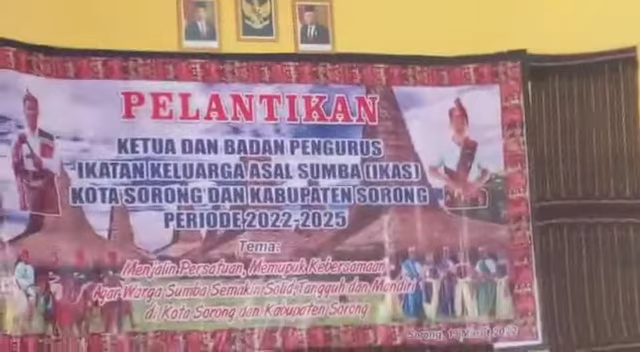 PELANTIKAN
KETUA DAN BADAN PENGURUS
IKATAN KELUARGA ASAL SUMBA (IKAS)
KOTA SORONG DAN KABUPATEN SORONG
PERIODE 2022-2025
Tema:
Menjalin Persatuan, Memupuk Kebersamaan
Agar Warga Sumba Semakin Solid, Tangguh dan Mandiri
di Kota Sorong dan Kabupaten Sorong
Sorong, Maret 2022